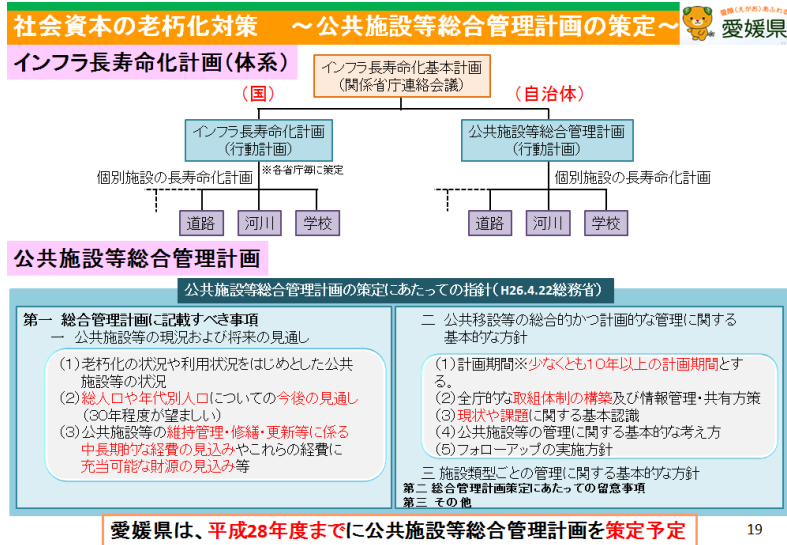 社会資本の老朽化対策　～公共施設等総合管理計画の策定～
愛媛県
インフラ長寿命化計画(体系)
インフラ長寿命化基本計画
(関係省庁連絡会議)
(国)
(自治体)
インフラ長寿命化計画
(行動計画)
公共施設等総合管理計画
(行動計画)
※各省庁毎に策定
個別施設の長寿命化計画
個別施設の長寿命化計画
道路
河川
学校
道路
河川
学校
公共施設等総合管理計画
公共施設等総合管理計画の策定にあたっての指針(H26.4.22総務省)
第一 総合管理計画に記載すべき事項
一 公共施設等の現況および将来の見通し
(1)老朽化の状況や利用状況をはじめとした公共
施設等の状況
(2)総人口や年代別人口についての今後の見通し
(30年程度が望ましい)
(3)公共施設等の維持管理・修繕・更新等に係る
中長期的な経費の見込みやこれらの経費に
充当可能な財源の見込み等
二 公共移設等の総合的かつ計画的な管理に関する
基本的な方針
(1)計画期間※少なくとも10年以上の計画期間とす
る。
(2)全庁的な取組体制の構築及び情報管理・共有方策
(3)現状や課題に関する基本認識
(4)公共施設等の管理に関する基本的な考え方
(5)フォローアップの実施方針
三 施設類型ごとの管理に関する基本的な方針
第二 総合管理計画策定にあたっての留意事項
第三 その他
愛媛県は、平成28年度までに公共施設等総合管理計画を策定予定
19